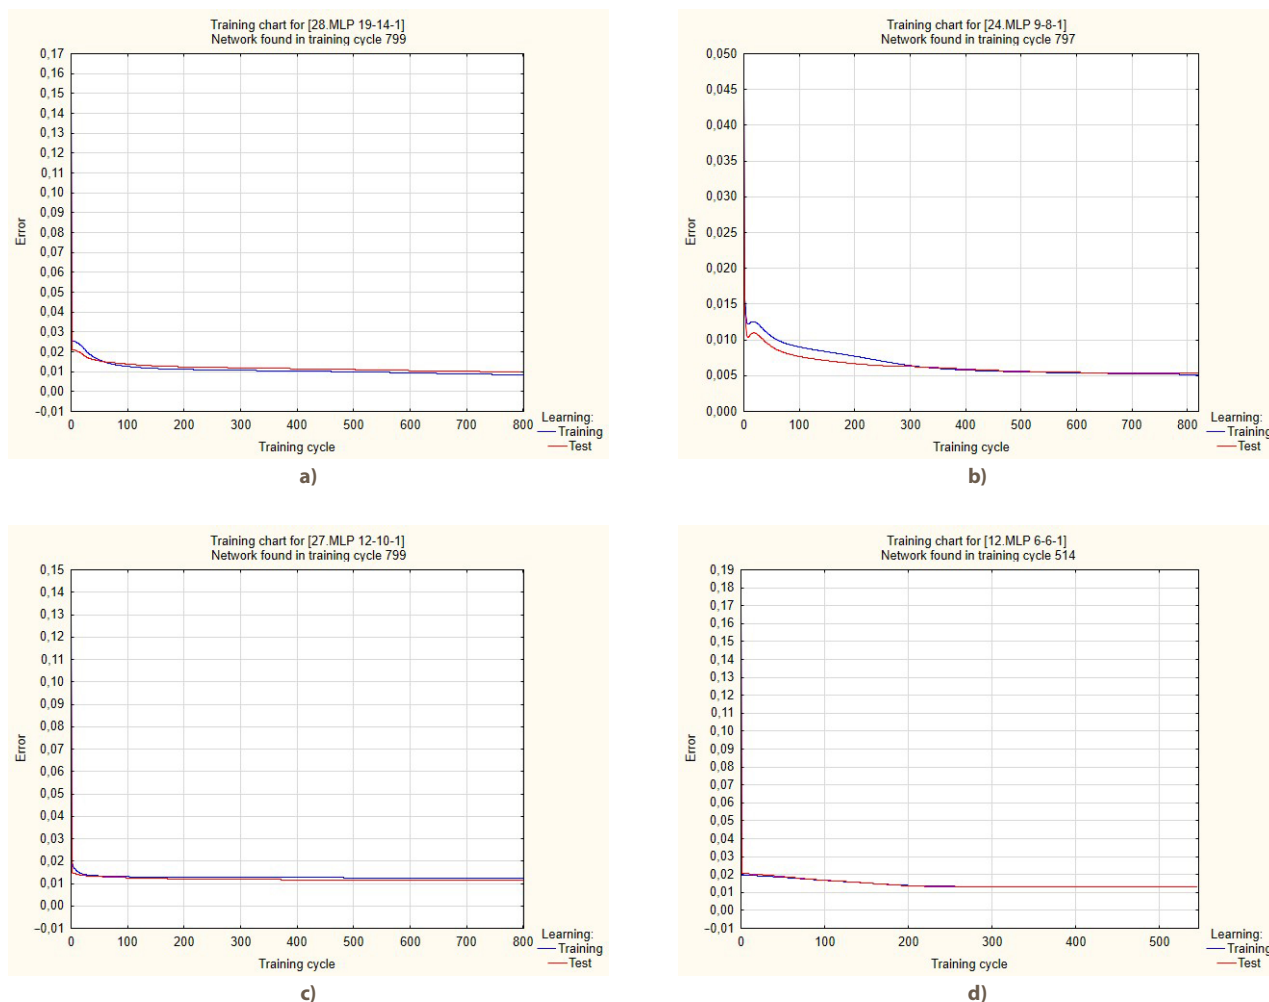 Training chart for [28.MLP 19-14-1]
Network found in training cycle 799
0,17
0,16
0,15
0,14
0,13
0,12
0,11
0,10
0,09
0,08
0,07
0,06
0,05
0,04
0,03
0,02
0,01
0,00
−0,01
Error
0 100 200 300 400 500 600 700 800
Training cycle
Learning:
Training
Test
a)
Training chart for [24.MLP 9-8-1]
Network found in training cycle 797
0,050
0,045
0,040
0,035
0,030
0,025
0,020
0,015
0,010
0,005
0,000
Error
0 100 200 300 400 500 600 700 800
Training cycle
Learning:
Training
Test
b)
Training chart for [27.MLP 12-10-1]
Network found in training cycle 799
0,15
0,14
0,13
0,12
0,11
0,10
0,09
0,08
0,07
0,06
0,05
0,04
0,03
0,02
0,01
0,00
−0,01
Error
0 100 200 300 400 500 600 700 800
Training cycle
Learning:
Training
Test
c)
Training chart for [12.MLP 6-6-1]
Network found in training cycle 514
0,19
0,18
0,17
0,16
0,15
0,14
0,13
0,12
0,11
0,10
0,09
0,08
0,07
0,06
0,05
0,04
0,03
0,02
0,01
0,00
−0,01
Error
0 100 200 300 400 500
Training cycle
Learning:
Training
Test
d)